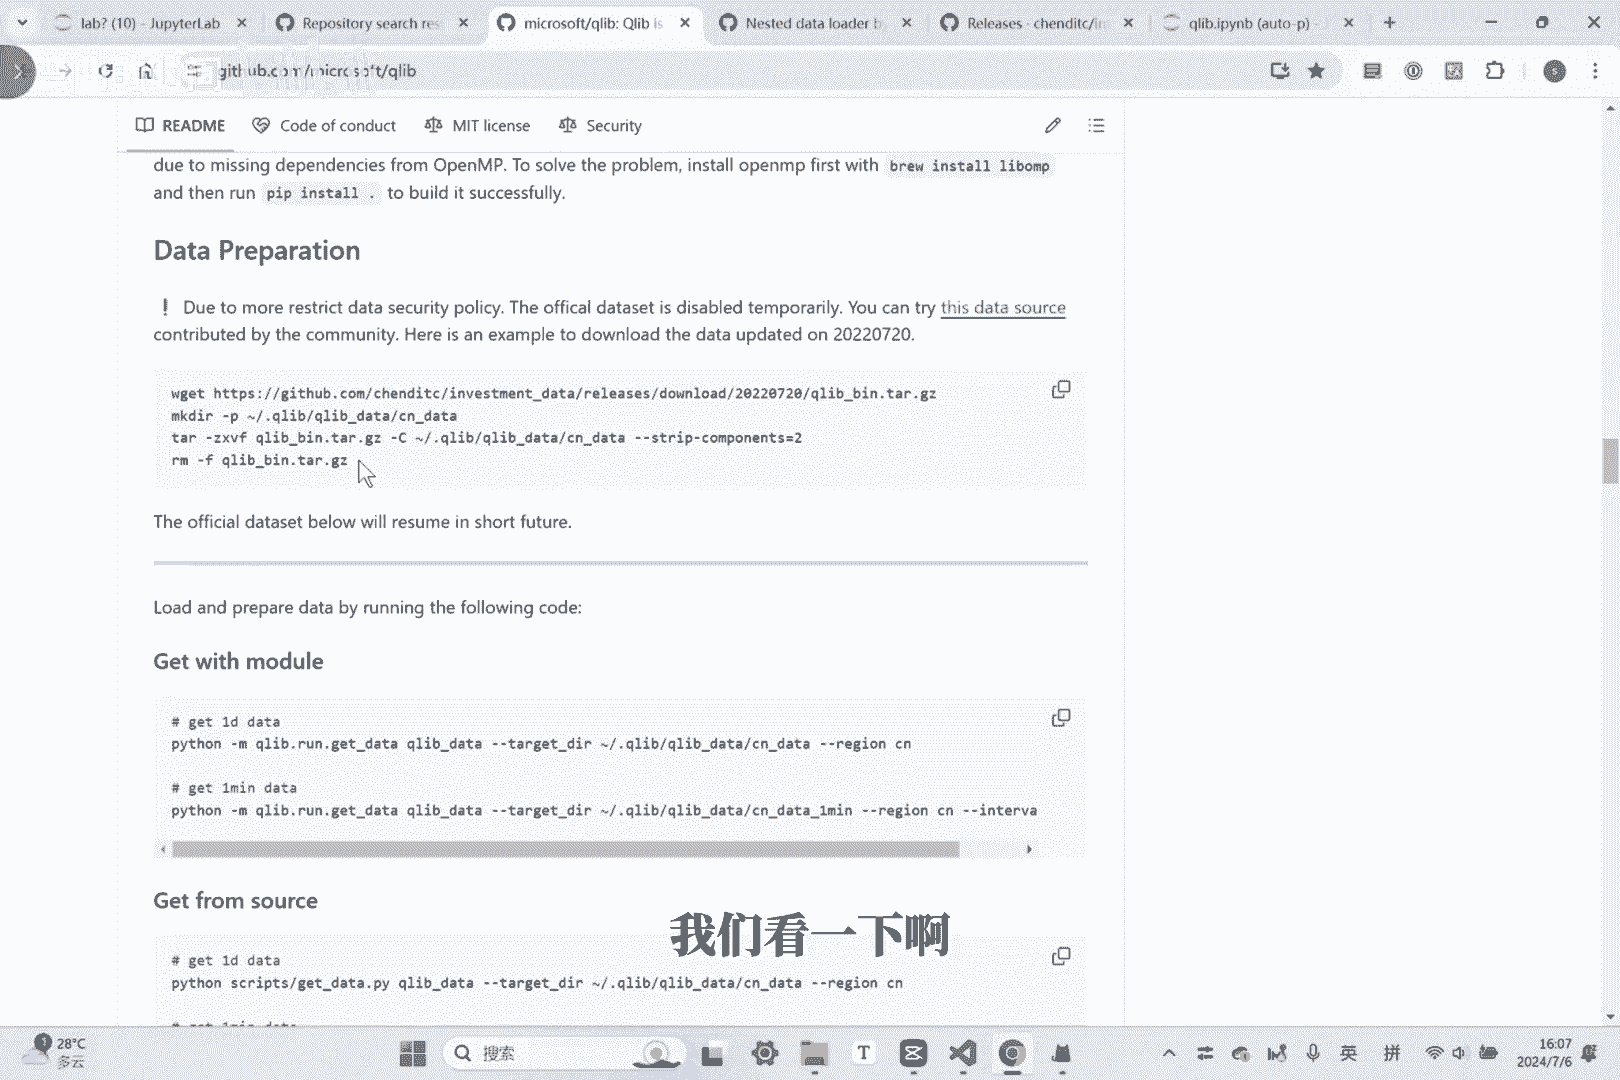 lab? (10) - JupyterLab
Repository search res
microsoft/qlib: Qlib is
Nested data loader b
Releases · chenditc/in
qlib.ipynb (auto-p) -
github.com/microsoft/qlib
README
Code of conduct
MIT license
Security
due to missing dependencies from OpenMP. To solve the problem, install openmp first with brew install libomp
and then run pip install . to build it successfully.
Data Preparation
❗ Due to more restrict data security policy. The offical dataset is disabled temporarily. You can try this data source
contributed by the community. Here is an example to download the data updated on 20220720.
wget https://github.com/chenditc/investment_data/releases/download/20220720/qlib_bin.tar.gz
mkdir -p ~/.qlib/qlib_data/cn_data
tar -zxvf qlib_bin.tar.gz -C ~/.qlib/qlib_data/cn_data --strip-components=2
rm -f qlib_bin.tar.gz
The official dataset below will resume in short future.
Load and prepare data by running the following code:
Get with module
# get 1d data
python -m qlib.run.get_data qlib_data --target_dir ~/.qlib/qlib_data/cn_data --region cn
# get 1min data
python -m qlib.run.get_data qlib_data --target_dir ~/.qlib/qlib_data/cn_data_1min --region cn --interva
Get from source
我们看一下啊
# get 1d data
python scripts/get_data.py qlib_data --target_dir ~/.qlib/qlib_data/cn_data --region cn
# get 1min data
1
28°C
多云
搜索
T
英
拼
16:07
2024/7/6